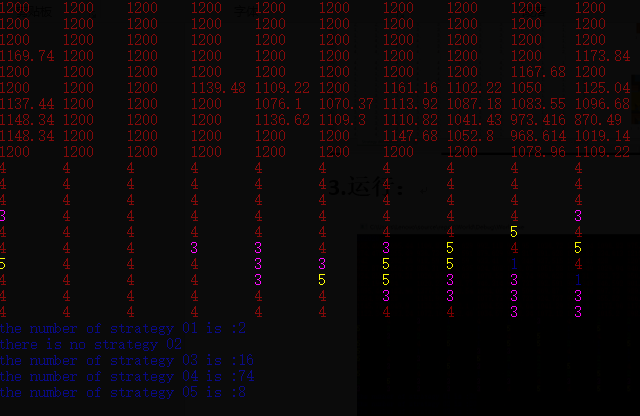 1200 1200 1200 1200 1200 1200 1200 1200 1200 1200
1200 1200 1200 1200 1200 1200 1200 1200 1200 1200
1200 1200 1200 1200 1200 1200 1200 1200 1200 1200
1169.74 1200 1200 1200 1200 1200 1200 1200 1200 1173.84
1200 1200 1200 1200 1200 1200 1200 1200 1167.68 1200
1200 1200 1200 1139.48 1109.22 1200 1161.16 1102.22 1050 1125.04
1137.44 1200 1200 1200 1076.1 1070.37 1113.92 1087.18 1083.55 1096.68
1148.34 1200 1200 1200 1136.62 1109.3 1110.82 1041.43 973.416 870.49
1148.34 1200 1200 1200 1200 1200 1147.68 1052.8 968.614 1019.14
1200 1200 1200 1200 1200 1200 1200 1200 1078.96 1109.22
4 4 4 4 4 4 4 4 4 4
4 4 4 4 4 4 4 4 4 4
4 4 4 4 4 4 4 4 4 4
3 4 4 4 4 4 4 4 4 3
4 4 4 4 4 4 4 4 5 4
4 4 4 3 3 4 3 5 4 5
5 4 4 4 3 3 5 5 1 4
4 4 4 4 3 5 5 3 3 1
4 4 4 4 4 4 3 3 3 3
4 4 4 4 4 4 4 4 3 3
the number of strategy 01 is :2
there is no strategy 02
the number of strategy 03 is :16
the number of strategy 04 is :74
the number of strategy 05 is :8
3.运行：